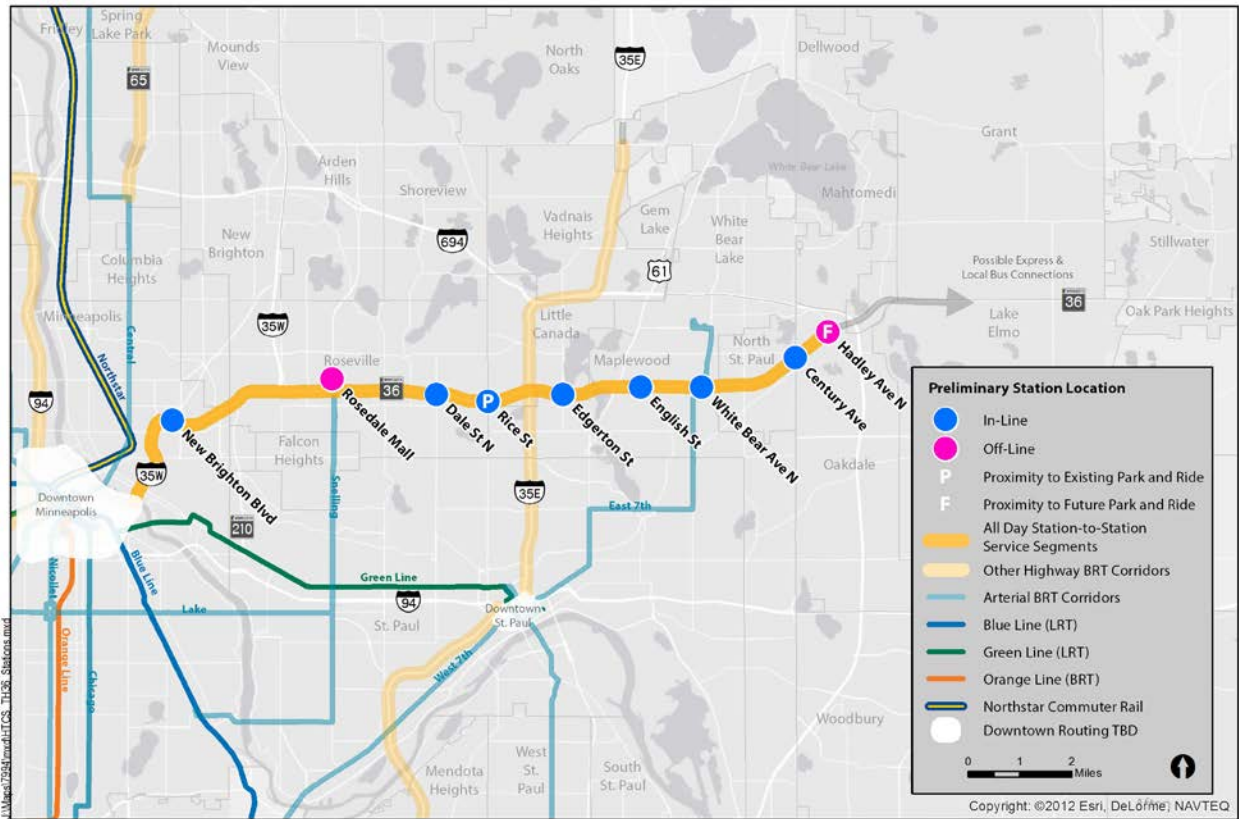 Fridley
Spring
Lake Park
65
Mounds
View
North
Oaks
35E
Dellwood
Grant
Arden
Hills
Shoreview
White Bear Lake
Mahtomedi
Gem
Lake
White
Bear
Lake
Vadnais
Heights
694
61
New
Brighton
Columbia
Heights
Stillwater
Possible Express &
Local Bus Connections
36
Oak Park Heights
Lake
Elmo
Minneapolis
Central
Northstar
35W
Little
Canada
Roseville
36
Maplewood
North
St. Paul
F
Hadley Ave N
Century Ave
White Bear Ave N
English St
Edgerton St
P
Rice St
Dale St N
Rosedale Mall
New Brighton Blvd
94
35W
Falcon
Heights
Snelling
Oakdale
35E
East 7th
Downtown
Minneapolis
210
Blue Line
Green Line
94
Downtown
St. Paul
Nicollet
Lake
St. Paul
Orange Line
Chicago
West 7th
Woodbury
Mendota
Heights
West
St.
Paul
South
St. Paul
Preliminary Station Location
In-Line
Off-Line
P Proximity to Existing Park and Ride
F Proximity to Future Park and Ride
All Day Station-to-Station
Service Segments
Other Highway BRT Corridors
Arterial BRT Corridors
Blue Line (LRT)
Green Line (LRT)
Orange Line (BRT)
Northstar Commuter Rail
Downtown Routing TBD
0 1 2
Miles
Afton
Copyright: ©2012 Esri, DeLorme, NAVTEQ